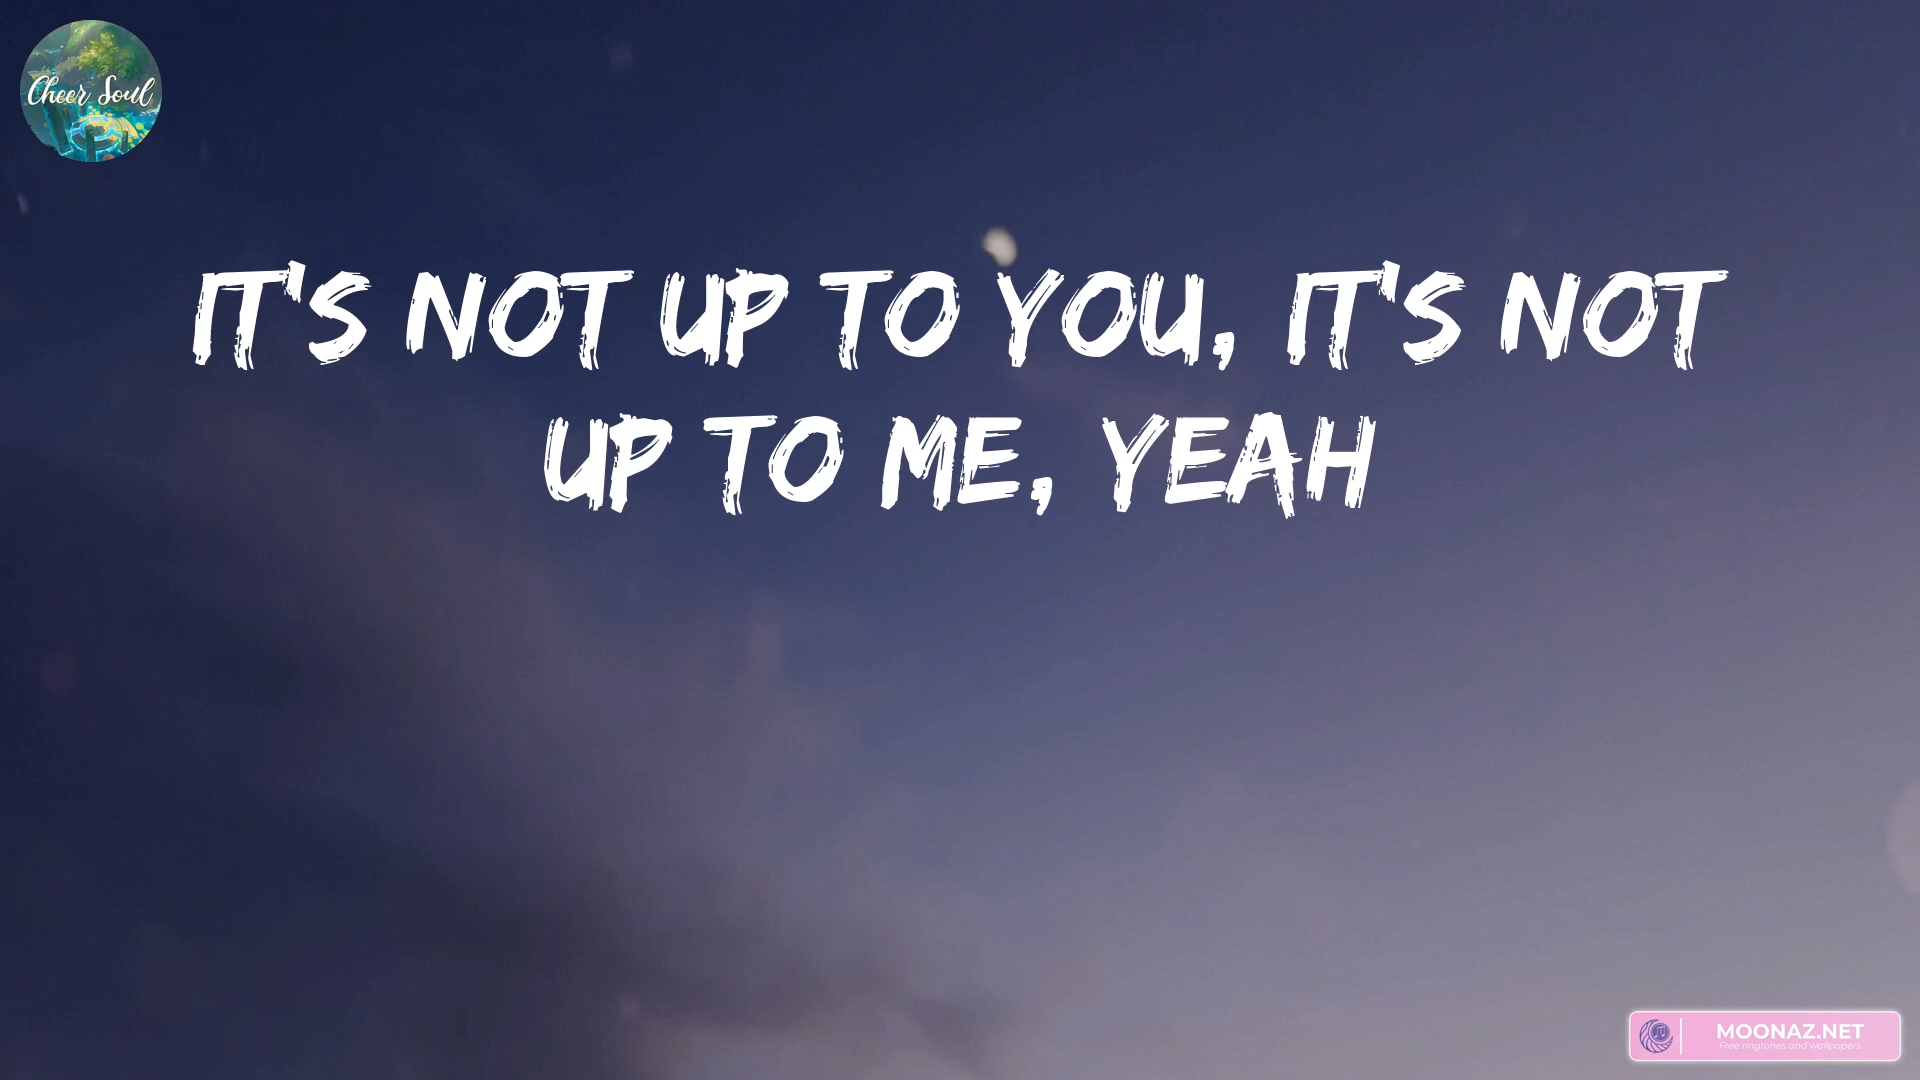 Cheer Soul
IT'S NOT UP TO YOU, IT'S NOT
UP TO ME, YEAH
MOONAZ.NET
Free ringtones and wallpapers